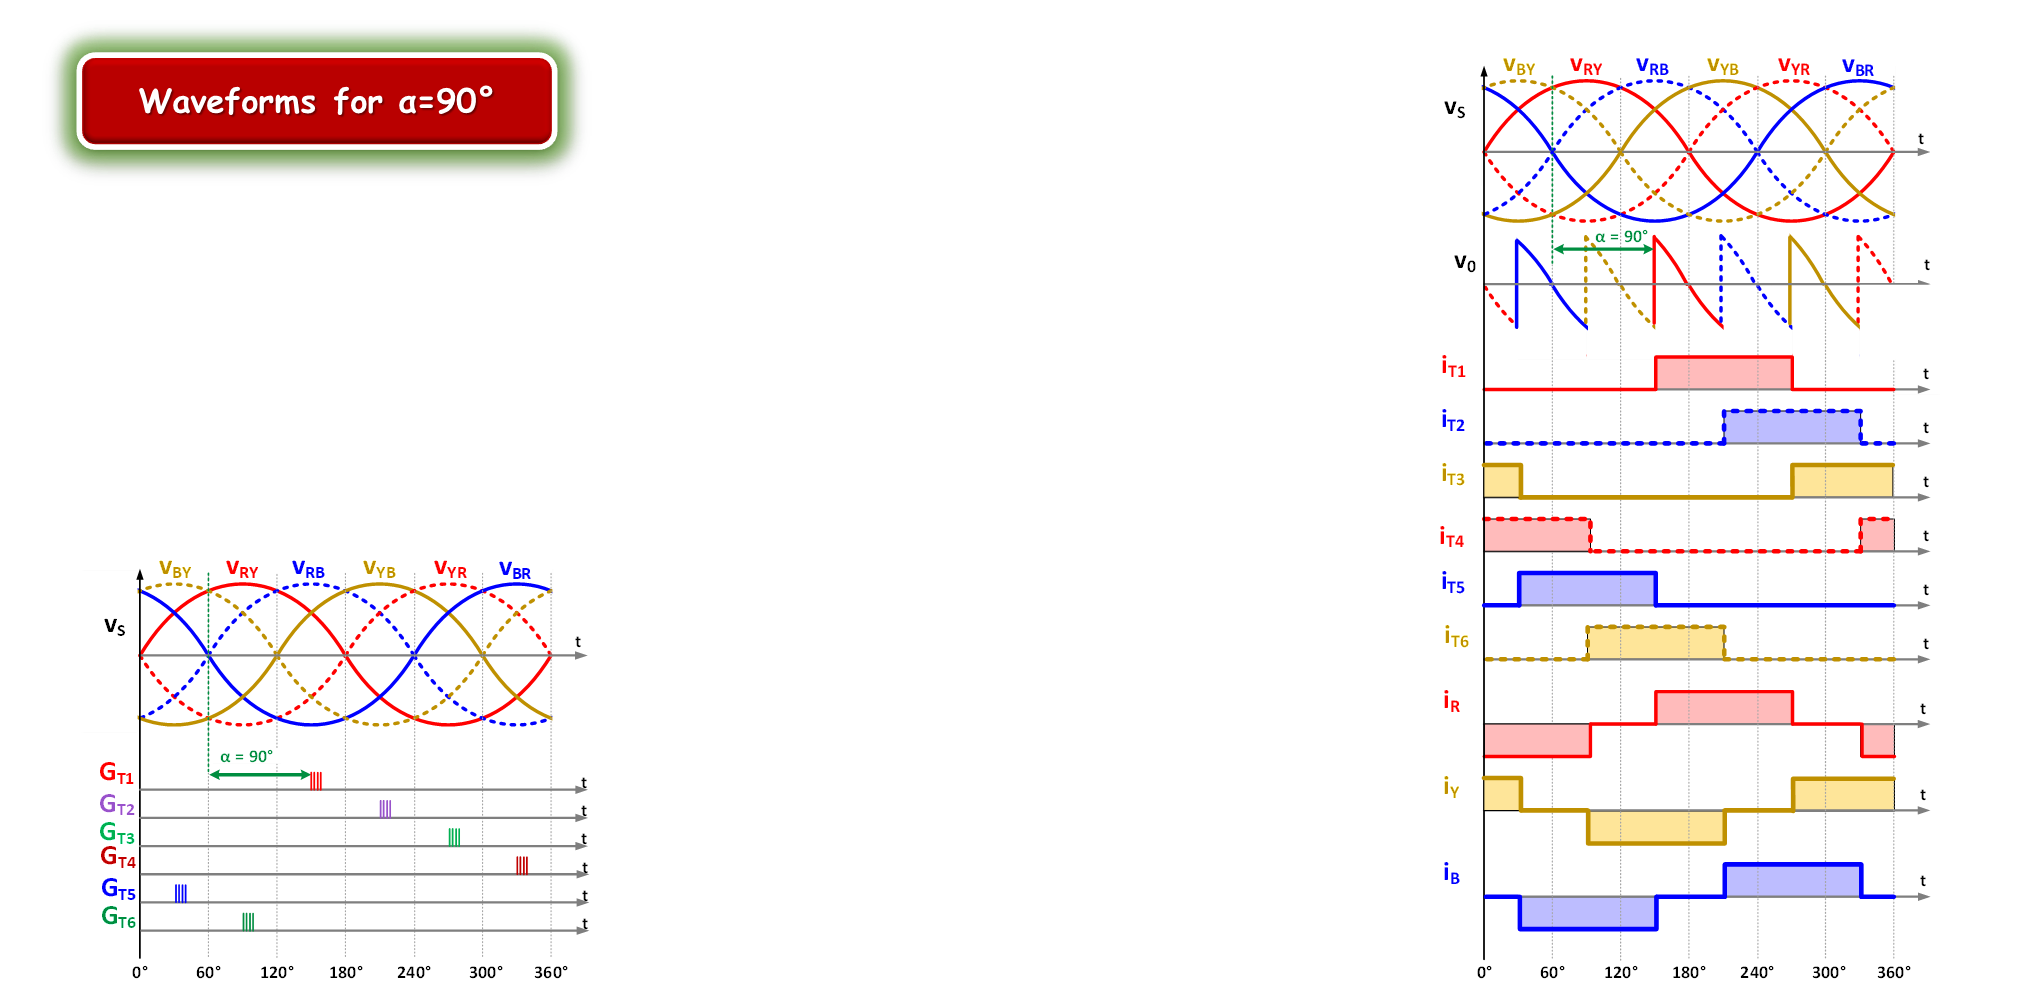 Waveforms for α=90°
vBY vRY vRB vYB vYR vBR
vS
t
α = 90°
GT1 t
GT2 t
GT3 t
GT4 t
GT5 t
GT6 t
0° 60° 120° 180° 240° 300° 360°
vBY vRY vRB vYB vYR vBR
vS
t
α = 90°
v0 t
iT1 t
iT2 t
iT3 t
iT4 t
iT5 t
iT6 t
iR t
iY t
iB t
0° 60° 120° 180° 240° 300° 360°